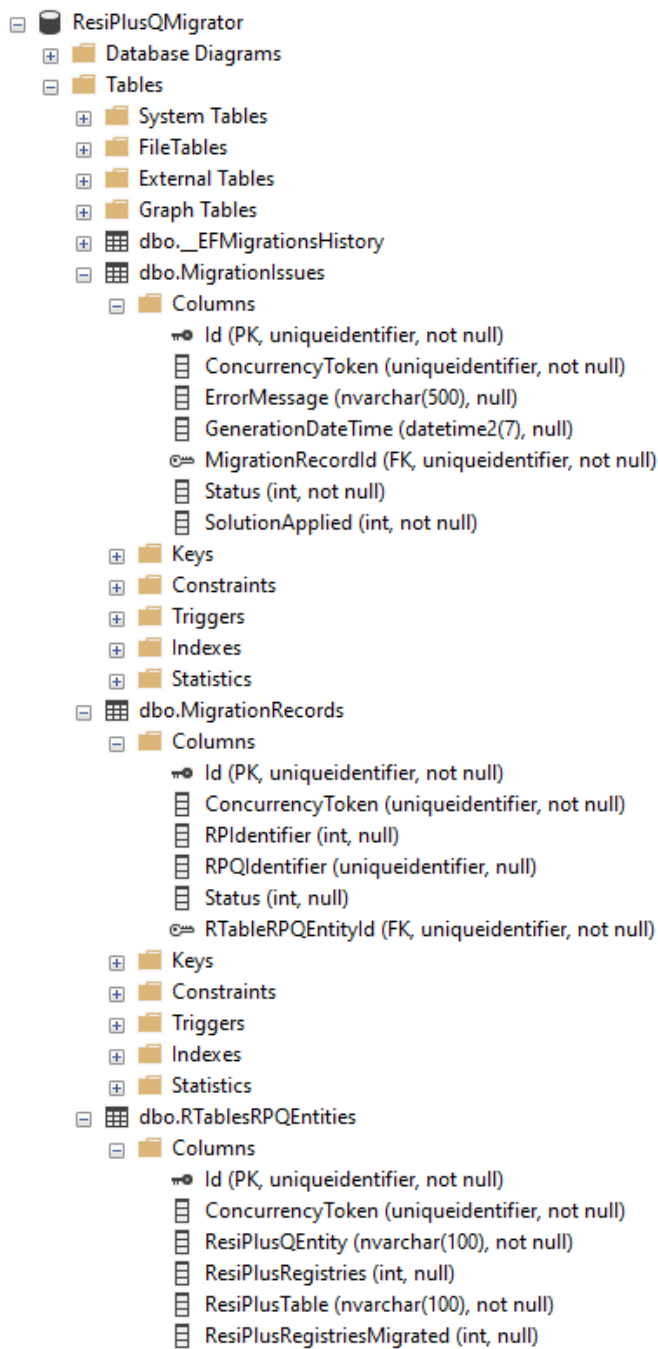 ResiPlusQMigrator
Database Diagrams
Tables
System Tables
FileTables
External Tables
Graph Tables
dbo.__EFMigrationsHistory
dbo.MigrationIssues
Columns
Id (PK, uniqueidentifier, not null)
ConcurrencyToken (uniqueidentifier, not null)
ErrorMessage (nvarchar(500), null)
GenerationDateTime (datetime2(7), null)
MigrationRecordId (FK, uniqueidentifier, not null)
Status (int, not null)
SolutionApplied (int, not null)
Keys
Constraints
Triggers
Indexes
Statistics
dbo.MigrationRecords
Columns
Id (PK, uniqueidentifier, not null)
ConcurrencyToken (uniqueidentifier, not null)
RPIdentifier (int, null)
RPQIdentifier (uniqueidentifier, null)
Status (int, null)
RTableRPQEntityId (FK, uniqueidentifier, not null)
Keys
Constraints
Triggers
Indexes
Statistics
dbo.RTablesRPQEntities
Columns
Id (PK, uniqueidentifier, not null)
ConcurrencyToken (uniqueidentifier, not null)
ResiPlusQEntity (nvarchar(100), not null)
ResiPlusRegistries (int, null)
ResiPlusTable (nvarchar(100), not null)
ResiPlusRegistriesMigrated (int, null)